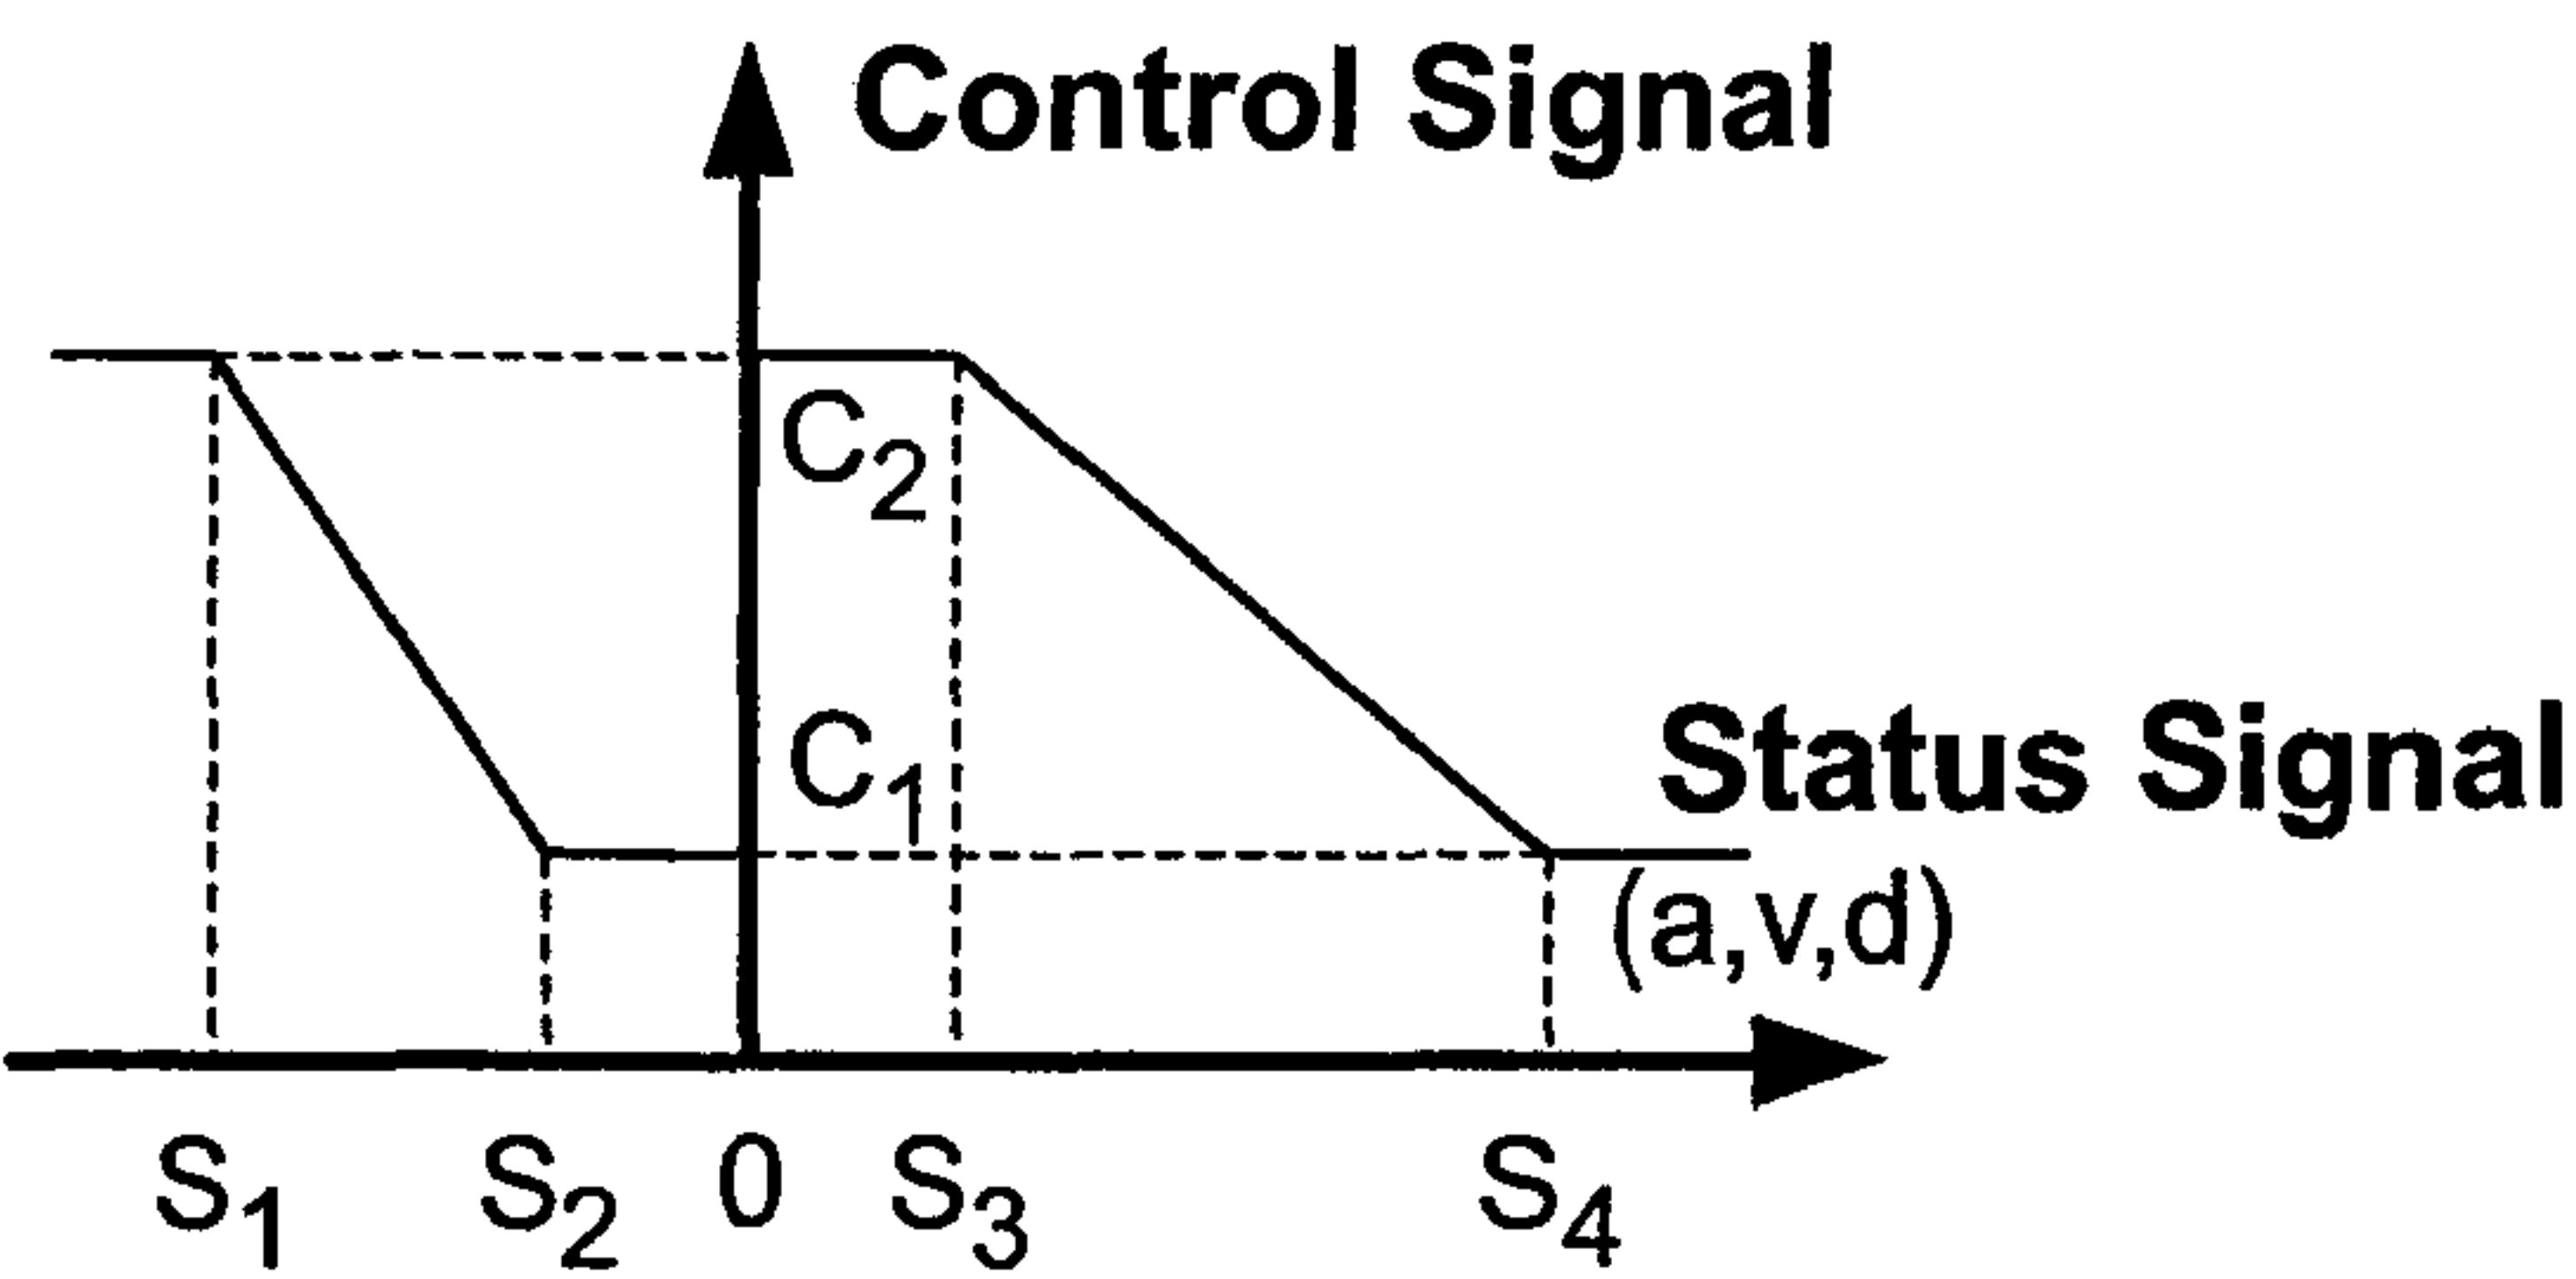 Control Signal
C2
C1
Status Signal
(a,v,d)
S1 S2 0 S3 S4